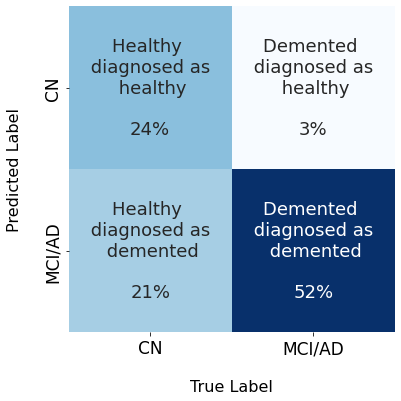 Healthy
diagnosed as
healthy
24%
Demented
diagnosed as
healthy
3%
Healthy
diagnosed as
demented
21%
Demented
diagnosed as
demented
52%
CN
MCI/AD
Predicted Label
CN
MCI/AD
True Label